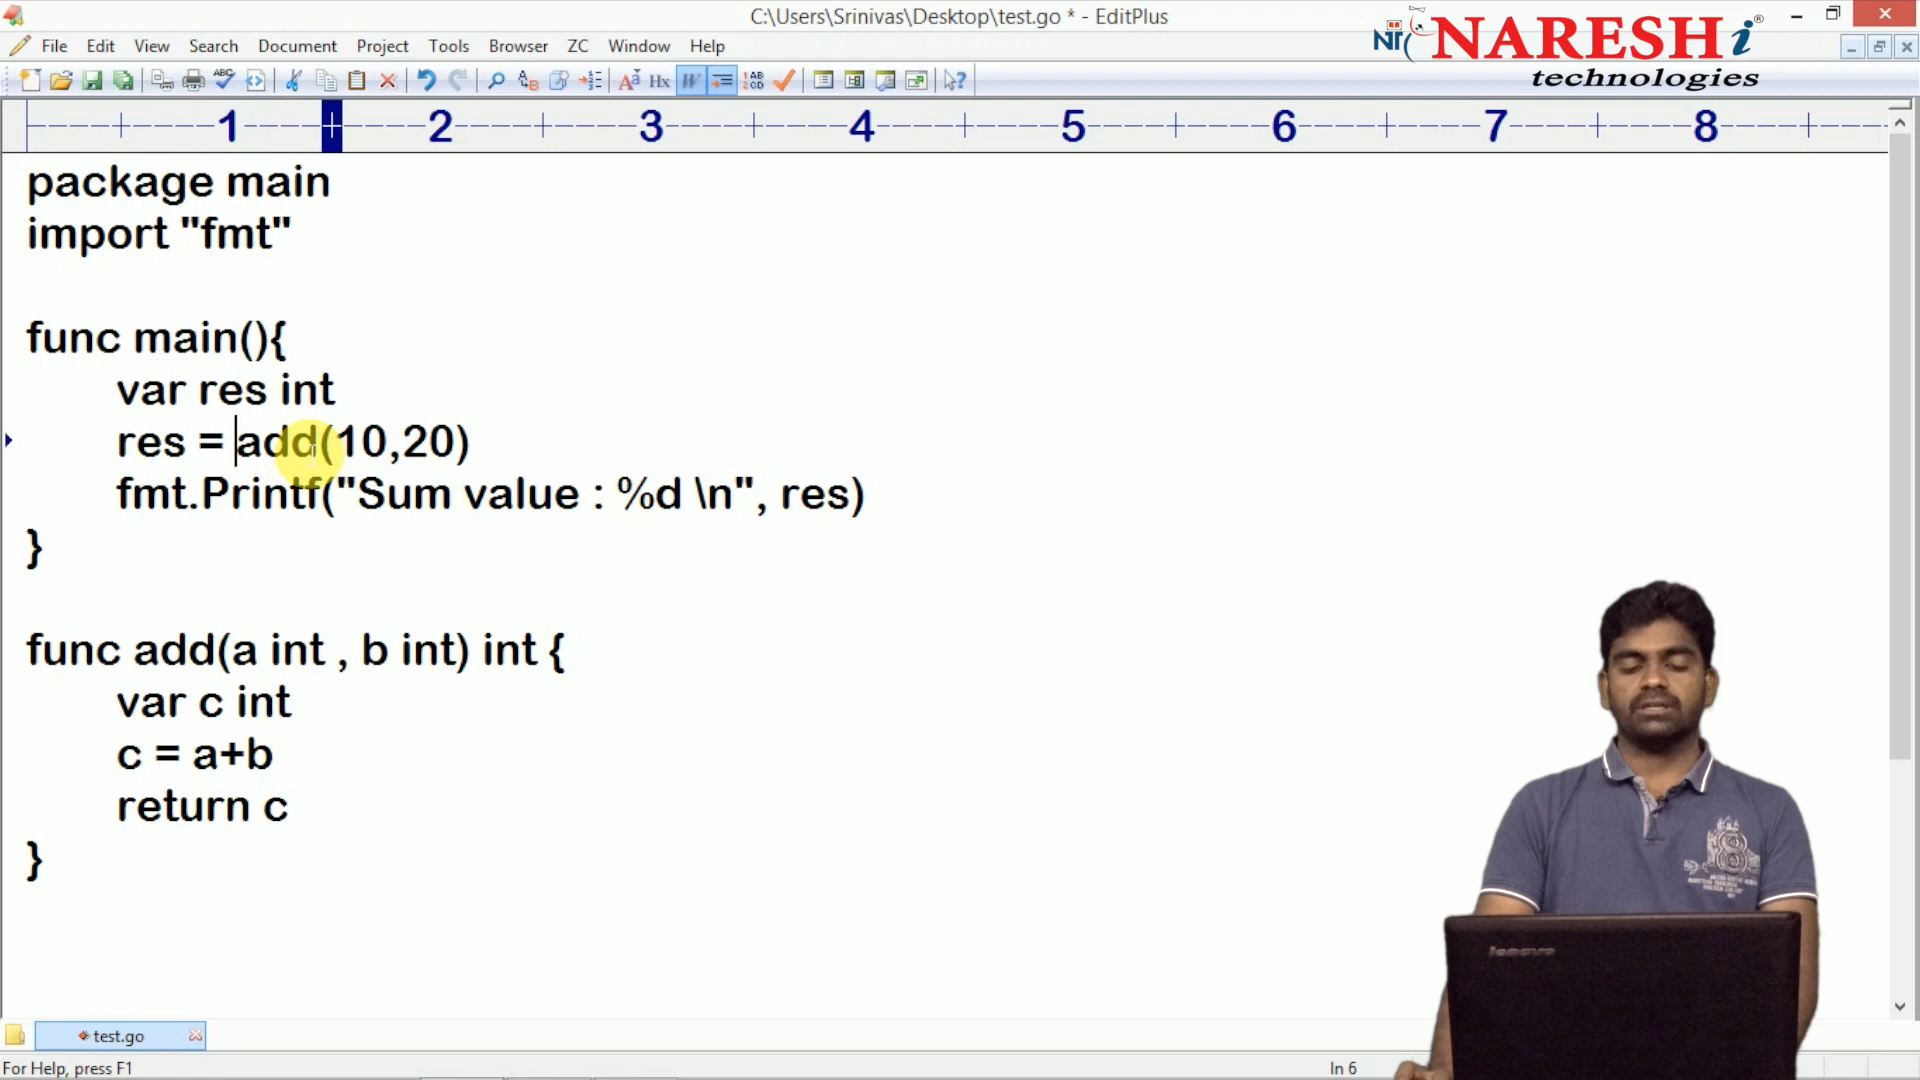 C:\Users\Srinivas\Desktop\test.go * - EditPlus
NARESH i
technologies
File Edit View Search Document Project Tools Browser ZC Window Help
1 2 3 4 5 6 7 8
package main
import "fmt"
func main(){
var res int
res = add(10,20)
fmt.Printf("Sum value : %d \n", res)
}
func add(a int , b int) int {
var c int
c = a+b
return c
}
lenovo
test.go
For Help, press F1
ln 6